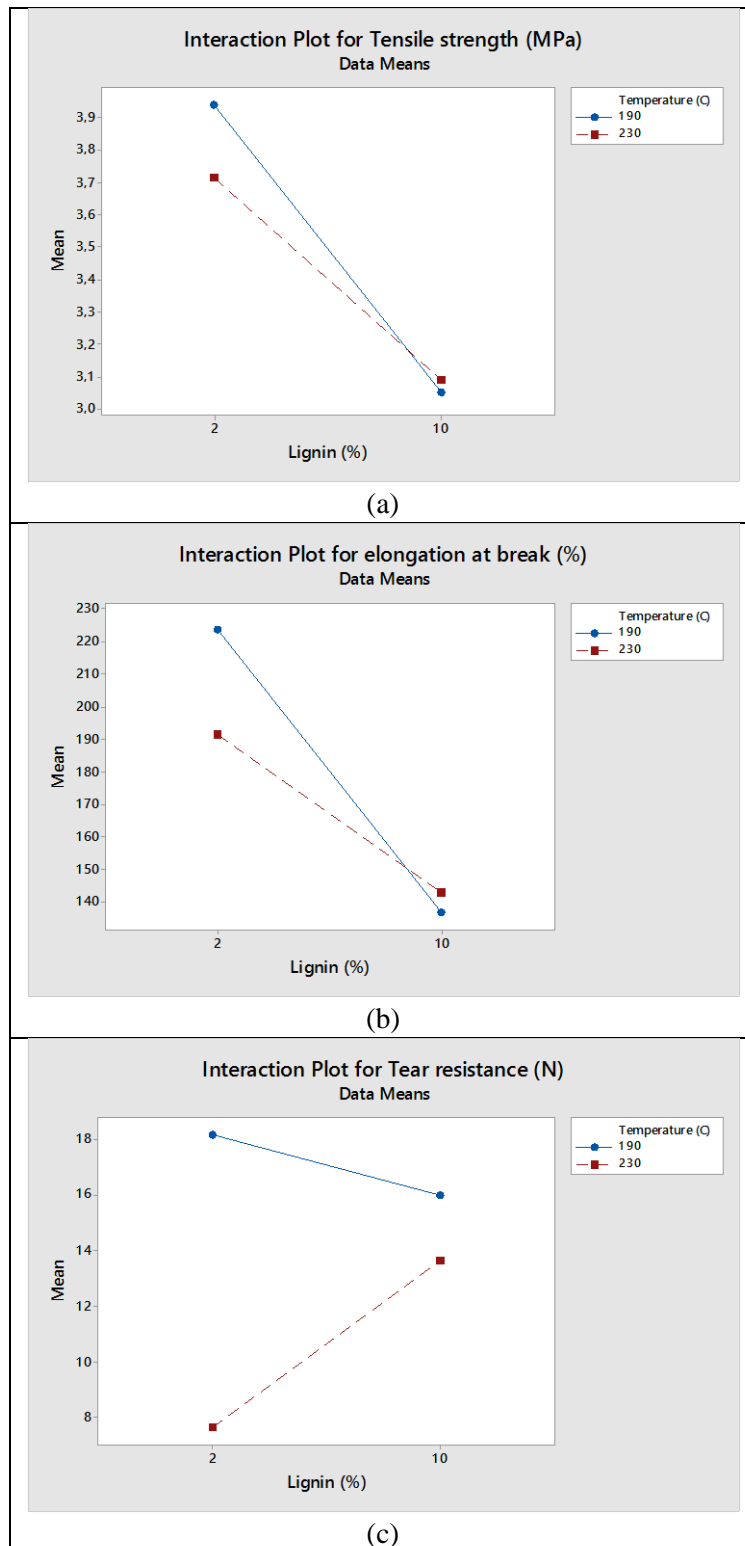 Interaction Plot for Tensile strength (MPa)
Data Means
Temperature (C)
190
230
3,9
3,8
3,7
3,6
3,5
3,4
3,3
3,2
3,1
3,0
Mean
2
10
Lignin (%)
(a)
Interaction Plot for elongation at break (%)
Data Means
Temperature (C)
190
230
230
220
210
200
190
180
170
160
150
140
Mean
2
10
Lignin (%)
(b)
Interaction Plot for Tear resistance (N)
Data Means
Temperature (C)
190
230
18
16
14
12
10
8
Mean
2
10
Lignin (%)
(c)